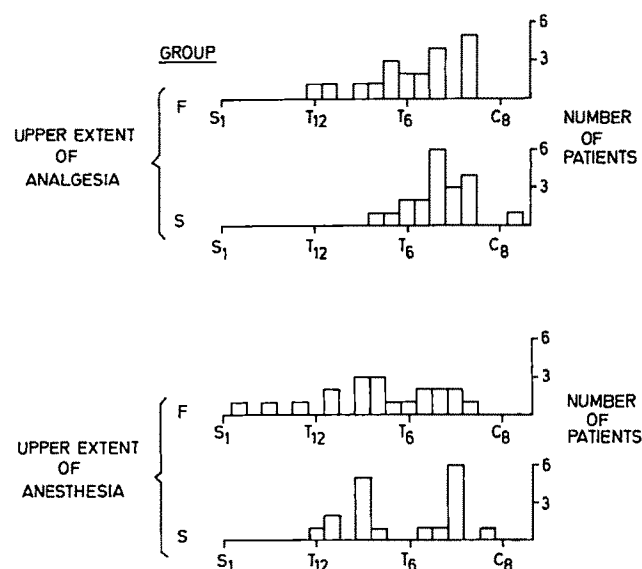 GROUP
6
3
F
S1 T12 T6 C8
UPPER EXTENT
OF
ANALGESIA
NUMBER
OF
PATIENTS
6
3
S
S1 T12 T6 C8
6
3
F
S1 T12 T6 C8
UPPER EXTENT
OF
ANESTHESIA
NUMBER
OF
PATIENTS
6
3
S
S1 T12 T6 C8